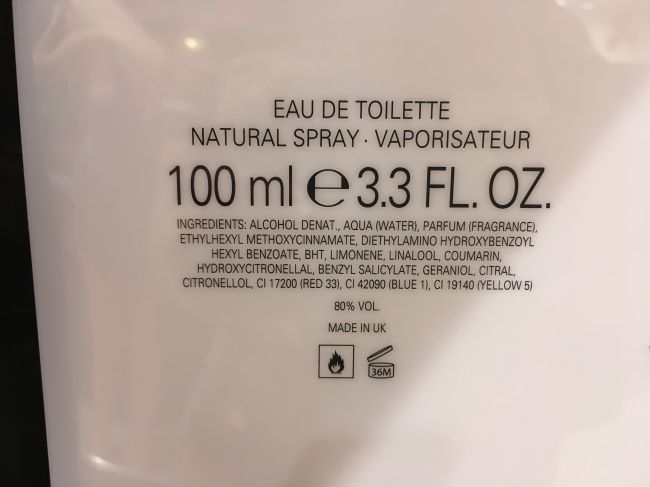 EAU DE TOILETTE
NATURAL SPRAY · VAPORISATEUR
100 ml ℮ 3.3 FL. OZ.
INGREDIENTS: ALCOHOL DENAT., AQUA (WATER), PARFUM (FRAGRANCE),
ETHYLHEXYL METHOXYCINNAMATE, DIETHYLAMINO HYDROXYBENZOYL
HEXYL BENZOATE, BHT, LIMONENE, LINALOOL, COUMARIN,
HYDROXYCITRONELLAL, BENZYL SALICYLATE, GERANIOL, CITRAL,
CITRONELLOL, CI 17200 (RED 33), CI 42090 (BLUE 1), CI 19140 (YELLOW 5)
80% VOL.
MADE IN UK
36M